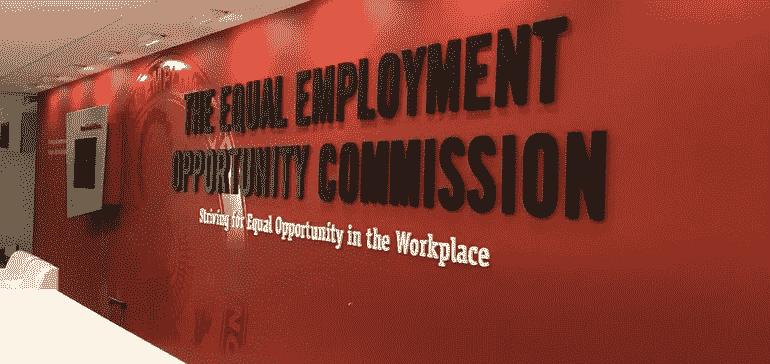 THE EQUAL EMPLOYMENT
OPPORTUNITY COMMISSION
Striving for Equal Opportunity in the Workplace